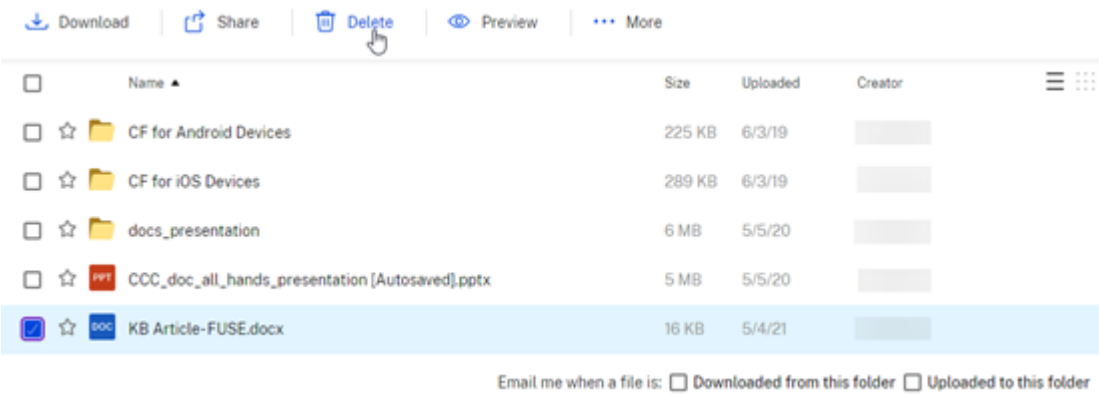 Download Share Delete Preview ••• More
Name ▲ Size Uploaded Creator
CF for Android Devices 225 KB 6/3/19
CF for iOS Devices 289 KB 6/3/19
docs_presentation 6 MB 5/5/20
PPT CCC_doc_all_hands_presentation [Autosaved].pptx 5 MB 5/5/20
DOC KB Article-FUSE.docx 16 KB 5/4/21
Email me when a file is: Downloaded from this folder Uploaded to this folder